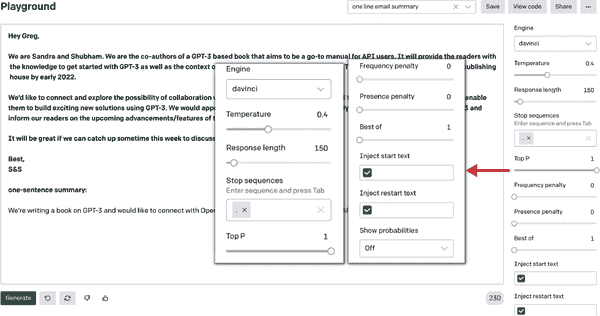 Playground
one line email summary
Save
View code
Share
Hey Greg,
We are Sandra and Shubham. We are the co-authors of a GPT-3 based book that aims to be a go-to manual for API users. It will provide the readers with
the knowledge to get started with GPT-3 as well as the context o
publishing
house by early 2022.
We'd like to connect and explore the possibility of collaboration
enable
them to build exciting new solutions using GPT-3. We would app
and
inform our readers on the upcoming advancements/features of
It will be great if we can catch up sometime this week to discus
Best,
S&S
one-sentence summary:
We're writing a book on GPT-3 and would like to connect with Ope
Engine
davinci
Temperature 0.4
Response length 150
Stop sequences
Enter sequence and press Tab
.
Top P 1
Frequency penalty 0
Presence penalty 0
Best of 1
Inject start text
Inject restart text
Show probabilities
Off
Engine
davinci
Temperature 0.4
Response length 150
Stop sequences
Enter sequence and press Tab
.
Top P 1
Frequency penalty 0
Presence penalty 0
Best of 1
Inject start text
Inject restart text
Generate
230